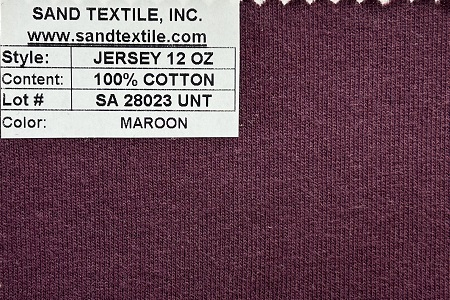 SAND TEXTILE, INC.
www.sandtextile.com
Style: JERSEY 12 OZ
Content: 100% COTTON
Lot # SA 28023 UNT
Color: MAROON